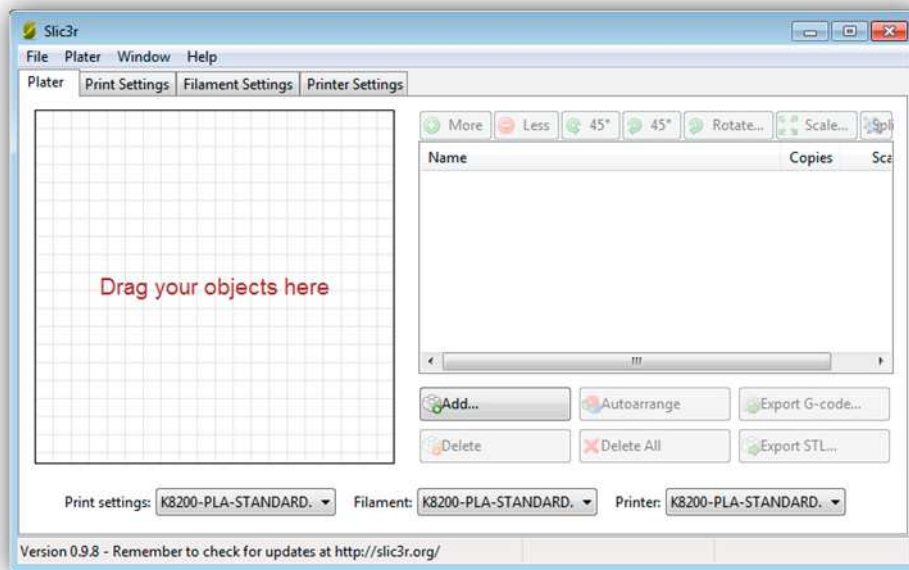 Slic3r
File Plater Window Help
Plater Print Settings Filament Settings Printer Settings
More Less 45° 45° Rotate... Scale... Spli
Name Copies Sca
Drag your objects here
Add... Autoarrange Export G-code...
Delete Delete All Export STL...
Print settings: K8200-PLA-STANDARD. Filament: K8200-PLA-STANDARD. Printer: K8200-PLA-STANDARD.
Version 0.9.8 - Remember to check for updates at http://slic3r.org/